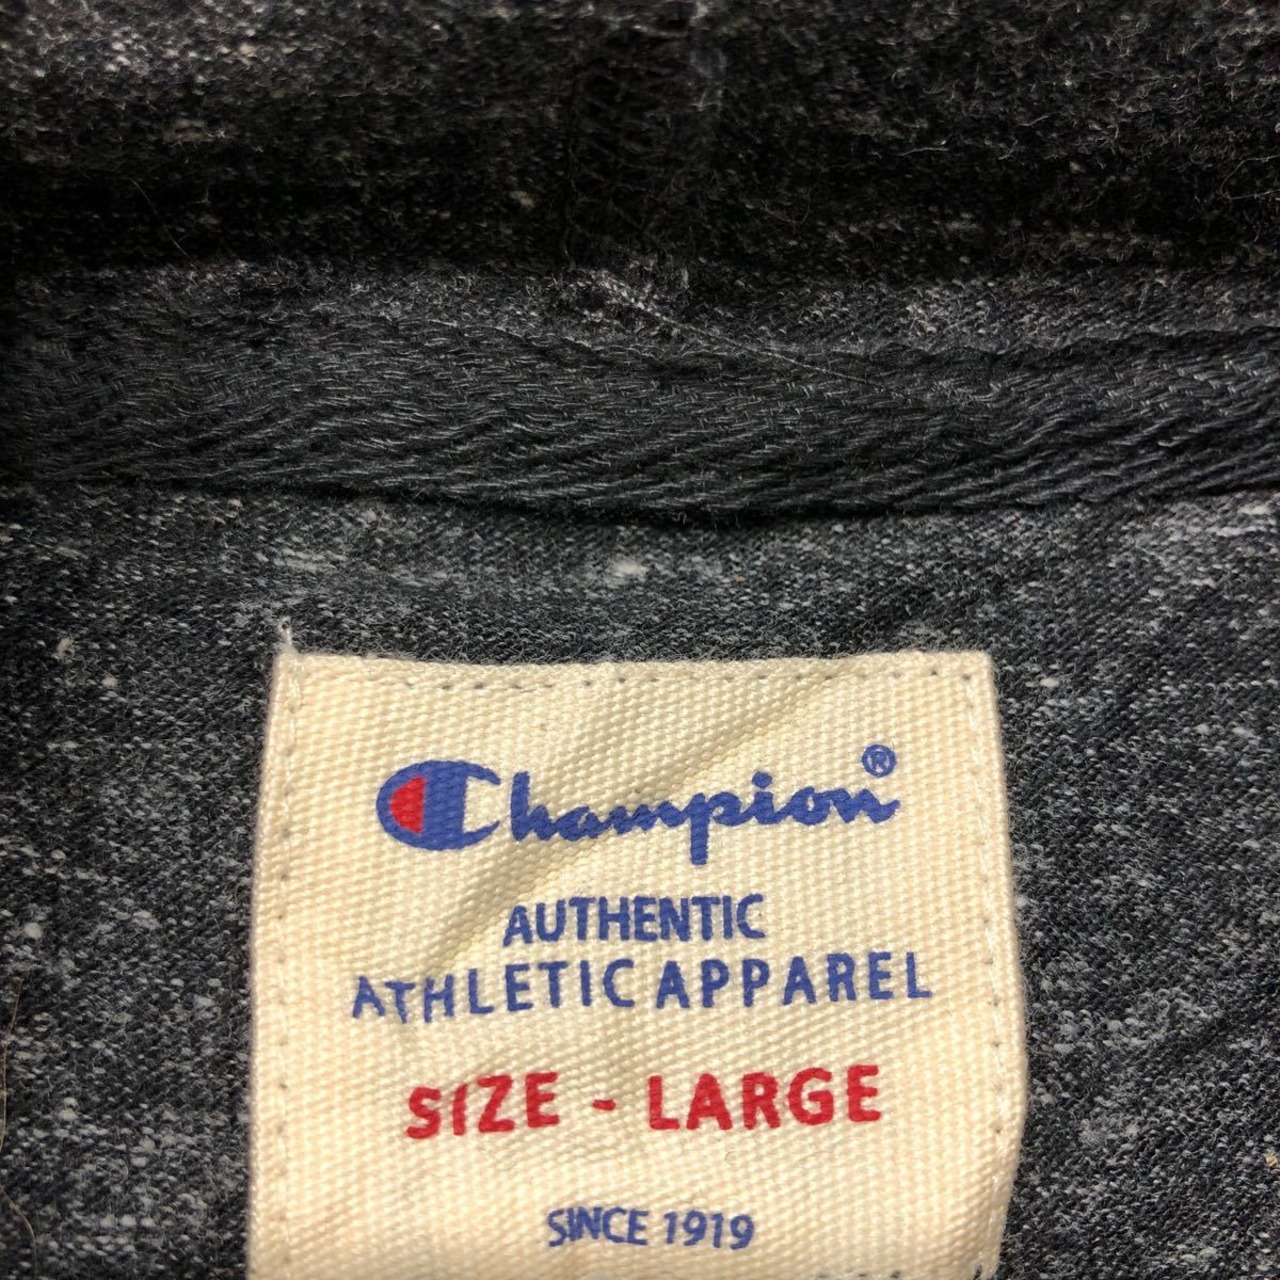 Champion®
AUTHENTIC
ATHLETIC APPAREL
SIZE - LARGE
SINCE 1919